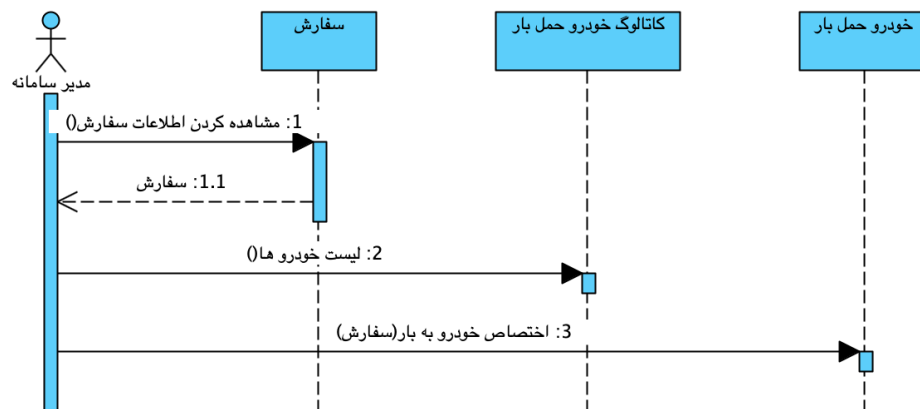 سفارش
کاتالوگ خودرو حمل بار
خودرو حمل بار
مدیر سامانه
1: مشاهده کردن اطلاعات سفارش()
1.1: سفارش
2: لیست خودرو ها()
3: اختصاص خودرو به بار(سفارش)